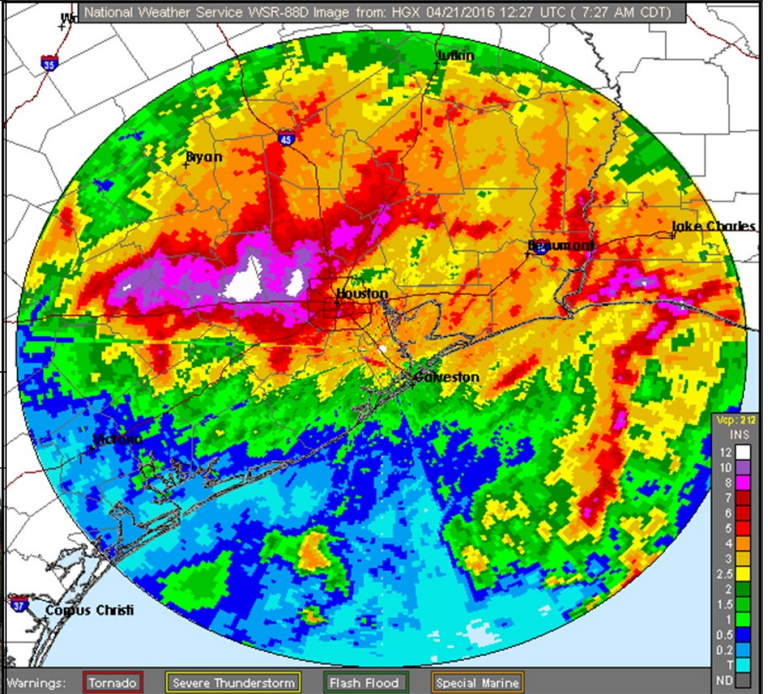 National Weather Service WSR-88D Image from: HGX 04/21/2016 12:27 UTC ( 7:27 AM CDT)
Lufkin
35
45
Bryan
Lake Charles
Beaumont
Houston
Galveston
Victoria
37
Corpus Christi
Vcp: 212
INS
12
10
8
7
6
5
4
3
2.5
2
1.5
1
0.5
0.2
T
ND
Warnings: Tornado Severe Thunderstorm Flash Flood Special Marine